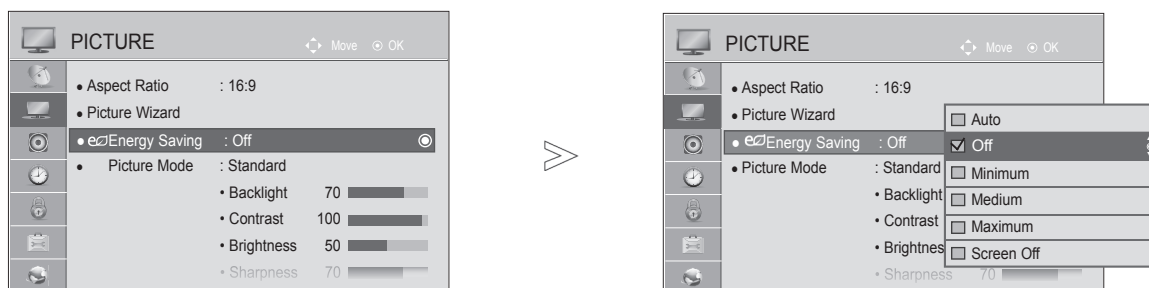 PICTURE Move OK
• Aspect Ratio : 16:9
• Picture Wizard
• eEnergy Saving : Off
• Picture Mode : Standard
• Backlight 70
• Contrast 100
• Brightness 50
• Sharpness 70
PICTURE Move OK
• Aspect Ratio : 16:9
• Picture Wizard
• eEnergy Saving : Off
• Picture Mode : Standard
• Backlight
• Contrast
• Brightnes
• Sharpness 70
Auto
Off
Minimum
Medium
Maximum
Screen Off